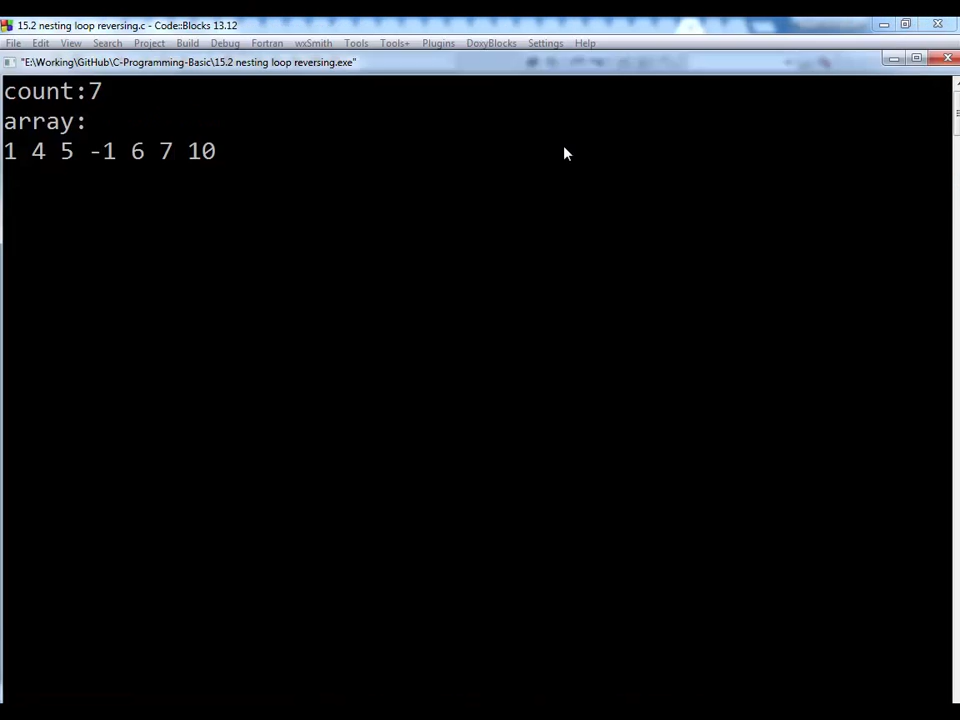 15.2 nesting loop reversing.c - Code::Blocks 13.12
File Edit View Search Project Build Debug Fortran wxSmith Tools Tools+ Plugins DoxyBlocks Settings Help
"E:\Working\GitHub\C-Programming-Basic\15.2 nesting loop reversing.exe"
count:7
array:
1 4 5 -1 6 7 10